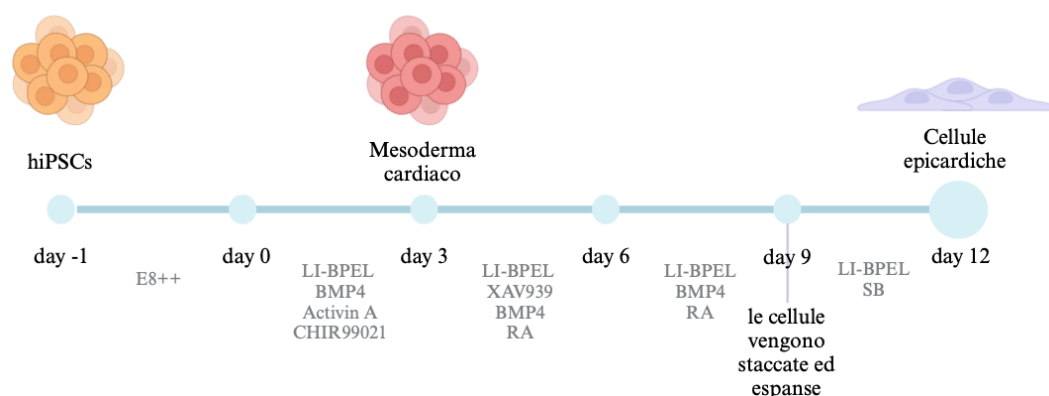 hiPSCs
Mesoderma
cardiaco
Cellule
epicardiche
day -1
day 0
day 3
day 6
day 9
day 12
E8++
LI-BPEL
BMP4
Activin A
CHIR99021
LI-BPEL
XAV939
BMP4
RA
LI-BPEL
BMP4
RA
LI-BPEL
SB
le cellule
vengono
staccate ed
espanse